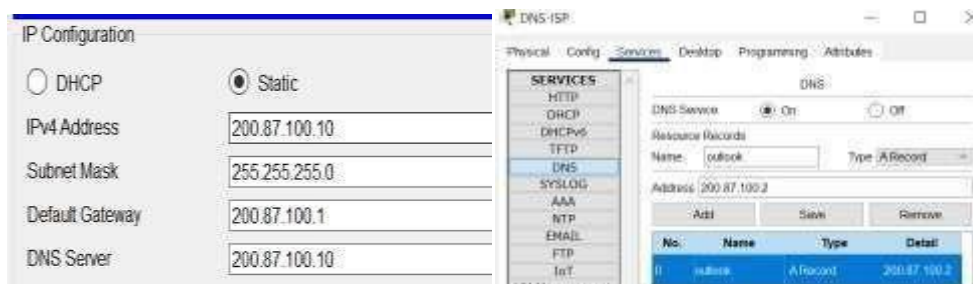 IP Configuration
DHCP
Static
IPv4 Address
200.87.100.10
Subnet Mask
255.255.255.0
Default Gateway
200.87.100.1
DNS Server
200.87.100.10
DNS-ISP
Physical Config Services Desktop Programming Attributes
SERVICES
HTTP
DHCP
DHCPv6
TFTP
DNS
SYSLOG
AAA
NTP
EMAIL
FTP
IoT
DNS
DNS Service On Off
Resource Records
Name outlook Type A Record
Address 200.87.100.2
Add Save Remove
No. Name Type Detail
0 outlook A Record 200.87.100.2